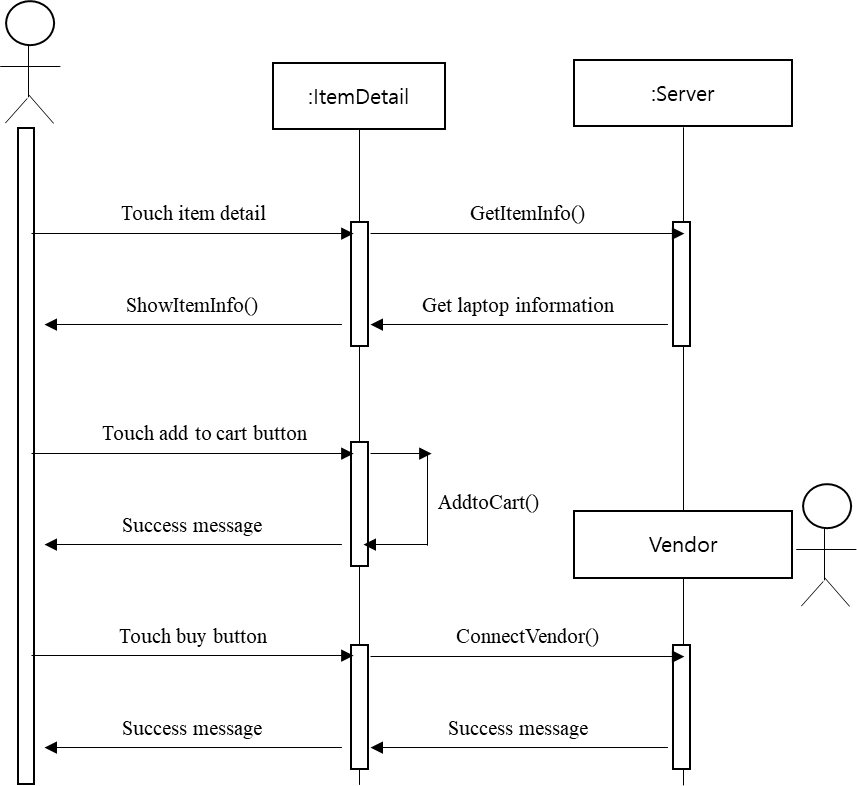 :ItemDetail
:Server
Touch item detail
GetItemInfo()
ShowItemInfo()
Get laptop information
Touch add to cart button
AddtoCart()
Success message
Vendor
Touch buy button
ConnectVendor()
Success message
Success message